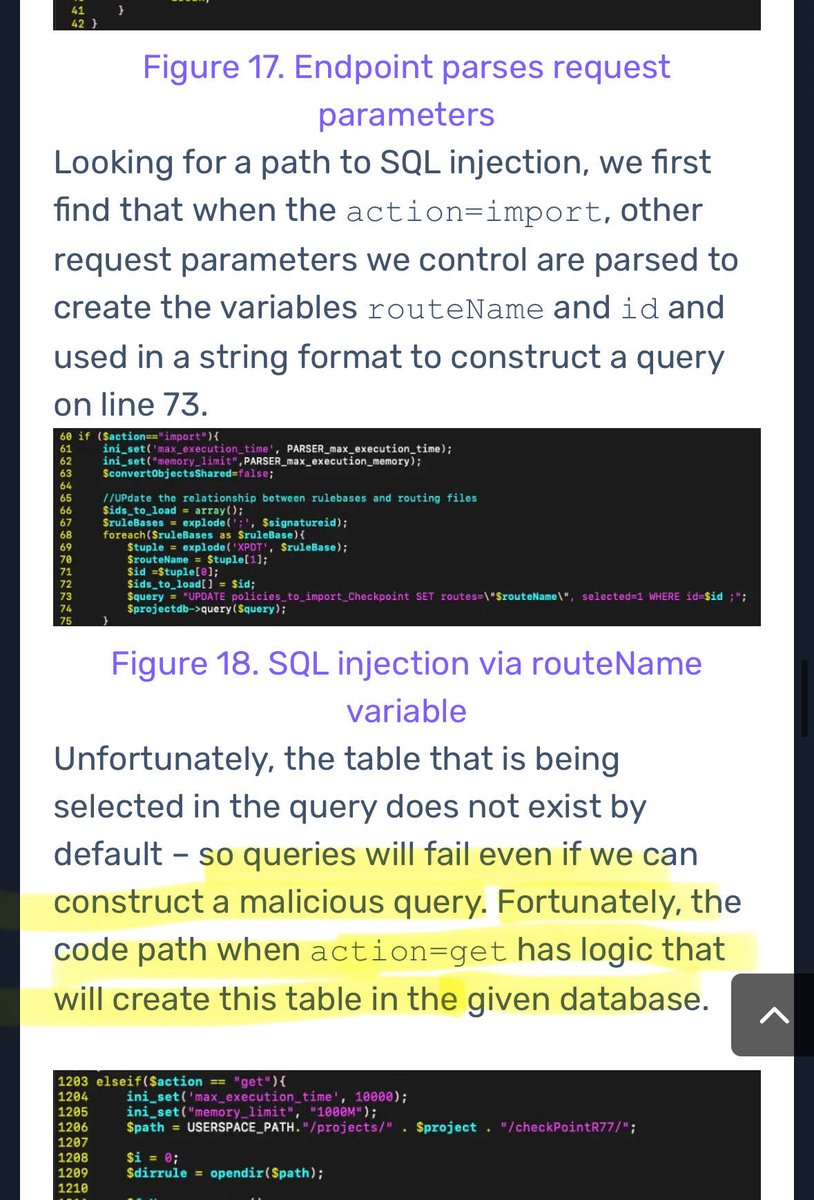 41 }
42 }
Figure 17. Endpoint parses request
parameters
Looking for a path to SQL injection, we first
find that when the action=import, other
request parameters we control are parsed to
create the variables routeName and id and
used in a string format to construct a query
on line 73.
60 if ($action=="import"){
61 ini_set('max_execution_time', PARSER_max_execution_time);
62 ini_set("memory_limit",PARSER_max_execution_memory);
63 $convertObjectsShared=false;
64
65 //UPdate the relationship between rulebases and routing files
66 $ids_to_load = array();
67 $ruleBases = explode(';', $signatureid);
68 foreach($ruleBases as $ruleBase){
69 $tuple = explode('XPDT', $ruleBase);
70 $routeName = $tuple[1];
71 $id =$tuple[0];
72 $ids_to_load[] = $id;
73 $query = "UPDATE policies_to_import_Checkpoint SET routes=\"$routeName\", selected=1 WHERE id=$id ;";
74 $projectdb->query($query);
75 }
Figure 18. SQL injection via routeName
variable
Unfortunately, the table that is being
selected in the query does not exist by
default – so queries will fail even if we can
construct a malicious query. Fortunately, the
code path when action=get has logic that
will create this table in the given database.
1203 elseif($action == "get"){
1204 ini_set('max_execution_time', 10000);
1205 ini_set("memory_limit", "1000M");
1206 $path = USERSPACE_PATH."/projects/" . $project . "/checkPointR77/";
1207
1208 $i = 0;
1209 $dirrule = opendir($path);
1210